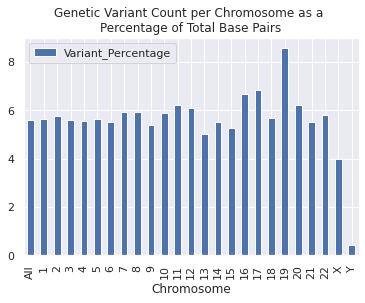 Genetic Variant Count per Chromosome as a
Percentage of Total Base Pairs
Variant_Percentage
8
6
4
2
0
All 1 2 3 4 5 6 7 8 9 10 11 12 13 14 15 16 17 18 19 20 21 22 X Y
Chromosome